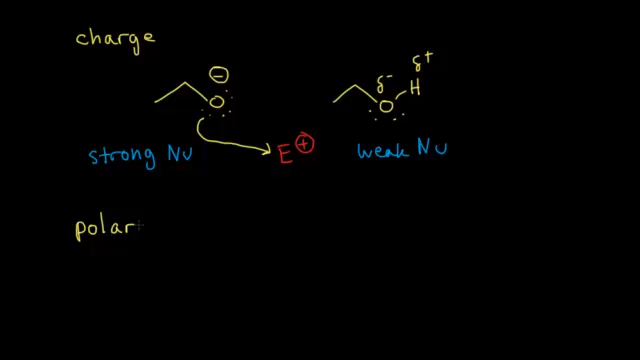 charge
O ⊖
δ- O H δ+
strong Nu E ⊕ weak Nu
polar